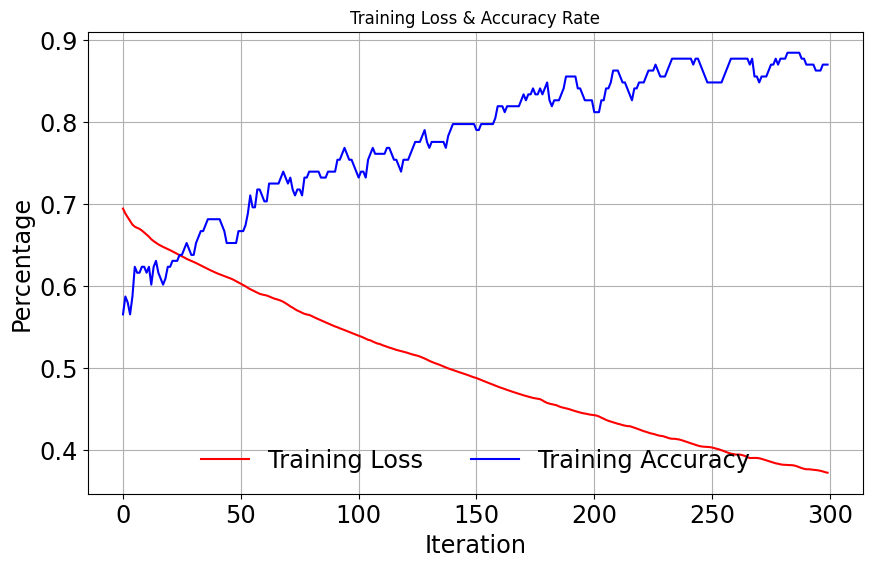 Training Loss & Accuracy Rate
0.9
0.8
0.7
0.6
0.5
0.4
Percentage
Training Loss
Training Accuracy
0 50 100 150 200 250 300
Iteration